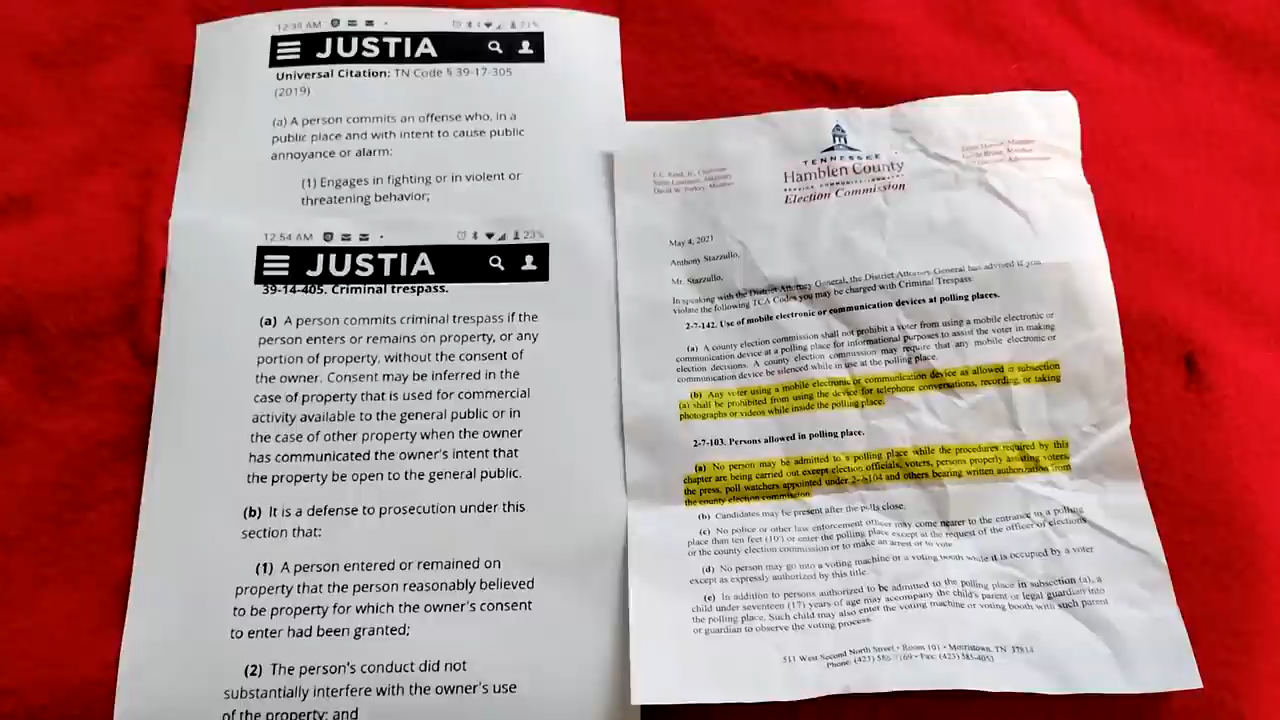 12:39 AM
71%
JUSTIA
Universal Citation: TN Code § 39-17-305
(2019)
(a) A person commits an offense who, in a
public place and with intent to cause public
annoyance or alarm:
(1) Engages in fighting or in violent or
threatening behavior;
12:54 AM
23%
JUSTIA
39-14-405. Criminal trespass.
(a) A person commits criminal trespass if the
person enters or remains on property, or any
portion of property, without the consent of
the owner. Consent may be inferred in the
case of property that is used for commercial
activity available to the general public or in
the case of other property when the owner
has communicated the owner's intent that
the property be open to the general public.
(b) It is a defense to prosecution under this
section that:
(1) A person entered or remained on
property that the person reasonably believed
to be property for which the owner's consent
to enter had been granted;
(2) The person's conduct did not
substantially interfere with the owner's use
of the property; and
TENNESSEE
Hamblen County
Election Commission
May 4, 2021
Anthony Stazzullo,
Mr. Stazzullo,
In speaking with the District Attorney General, the District Attorney General has advised if you
violate the following TCA Codes you may be charged with Criminal Trespass:
2-7-142. Use of mobile electronic or communication devices at polling places.
(a) A county election commission shall not prohibit a voter from using a mobile electronic or
communication device at a polling place for informational purposes to assist the voter in making
election decisions. A county election commission may require that any mobile electronic or
communication device be silenced while in use at the polling place.
(b) Any voter using a mobile electronic or communication device as allowed in subsection
(a) shall be prohibited from using the device for telephone conversations, recording, or taking
photographs or videos while inside the polling place.
2-7-103. Persons allowed in polling place.
(a) No person may be admitted to a polling place while the procedures required by this
chapter are being carried out except election officials, voters, persons properly assisting voters,
the press, poll watchers appointed under 2-7-104 and others bearing written authorization from
the county election commission.
(b) Candidates may be present after the polls close.
(c) No police or other law enforcement officer may come nearer to the entrance to a polling
place than ten feet (10') or enter the polling place except at the request of the officer of elections
or the county election commission or to make an arrest or to vote.
(d) No person may go into a voting machine or a voting booth while it is occupied by a voter
except as expressly authorized by this title.
(e) In addition to persons authorized to be admitted to the polling place in subsection (a), a
child under seventeen (17) years of age may accompany the child's parent or legal guardian into
the polling place. Such child may also enter the voting machine or voting booth with such parent
or guardian to observe the voting process.
511 West Second North Street • Room 101 • Morristown, TN 37814
Phone: (423) Fax: (423) 585-4053